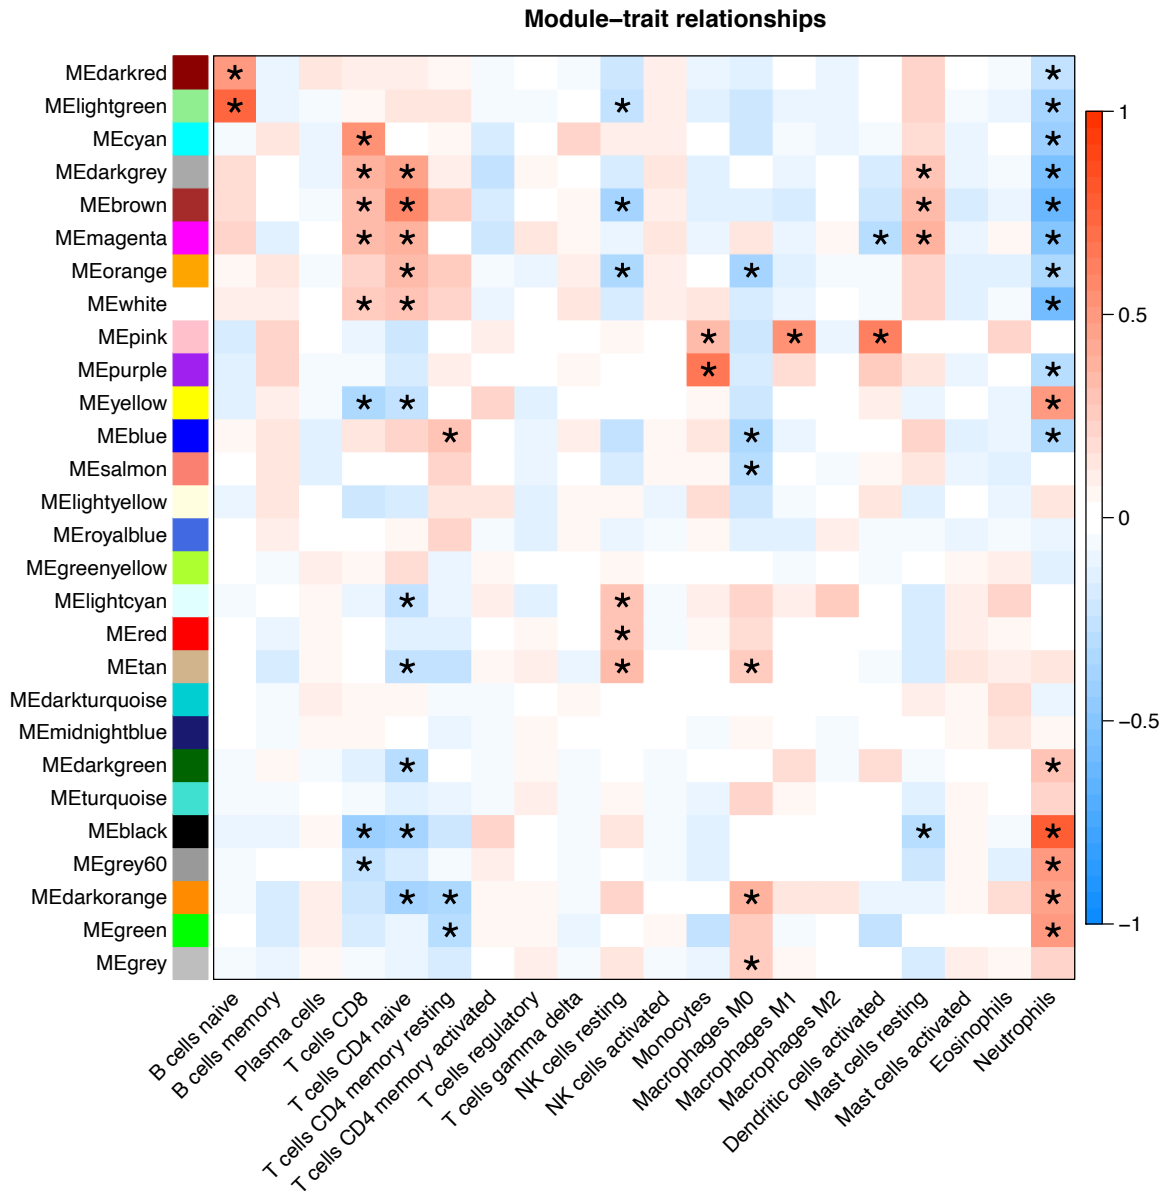 Module−trait relationships
MEdarkred
MElightgreen
MEcyan
MEdarkgrey
MEbrown
MEmagenta
MEorange
MEwhite
MEpink
MEpurple
MEyellow
MEblue
MEsalmon
MElightyellow
MEroyalblue
MEgreenyellow
MElightcyan
MEred
MEtan
MEdarkturquoise
MEmidnightblue
MEdarkgreen
MEturquoise
MEblack
MEgrey60
MEdarkorange
MEgreen
MEgrey
1
0.5
0
−0.5
−1
B cells naive
B cells memory
Plasma cells
T cells CD8
T cells CD4 naive
T cells CD4 memory resting
T cells CD4 memory activated
T cells regulatory
T cells gamma delta
NK cells resting
NK cells activated
Monocytes
Macrophages M0
Macrophages M1
Macrophages M2
Dendritic cells activated
Mast cells resting
Mast cells activated
Eosinophils
Neutrophils